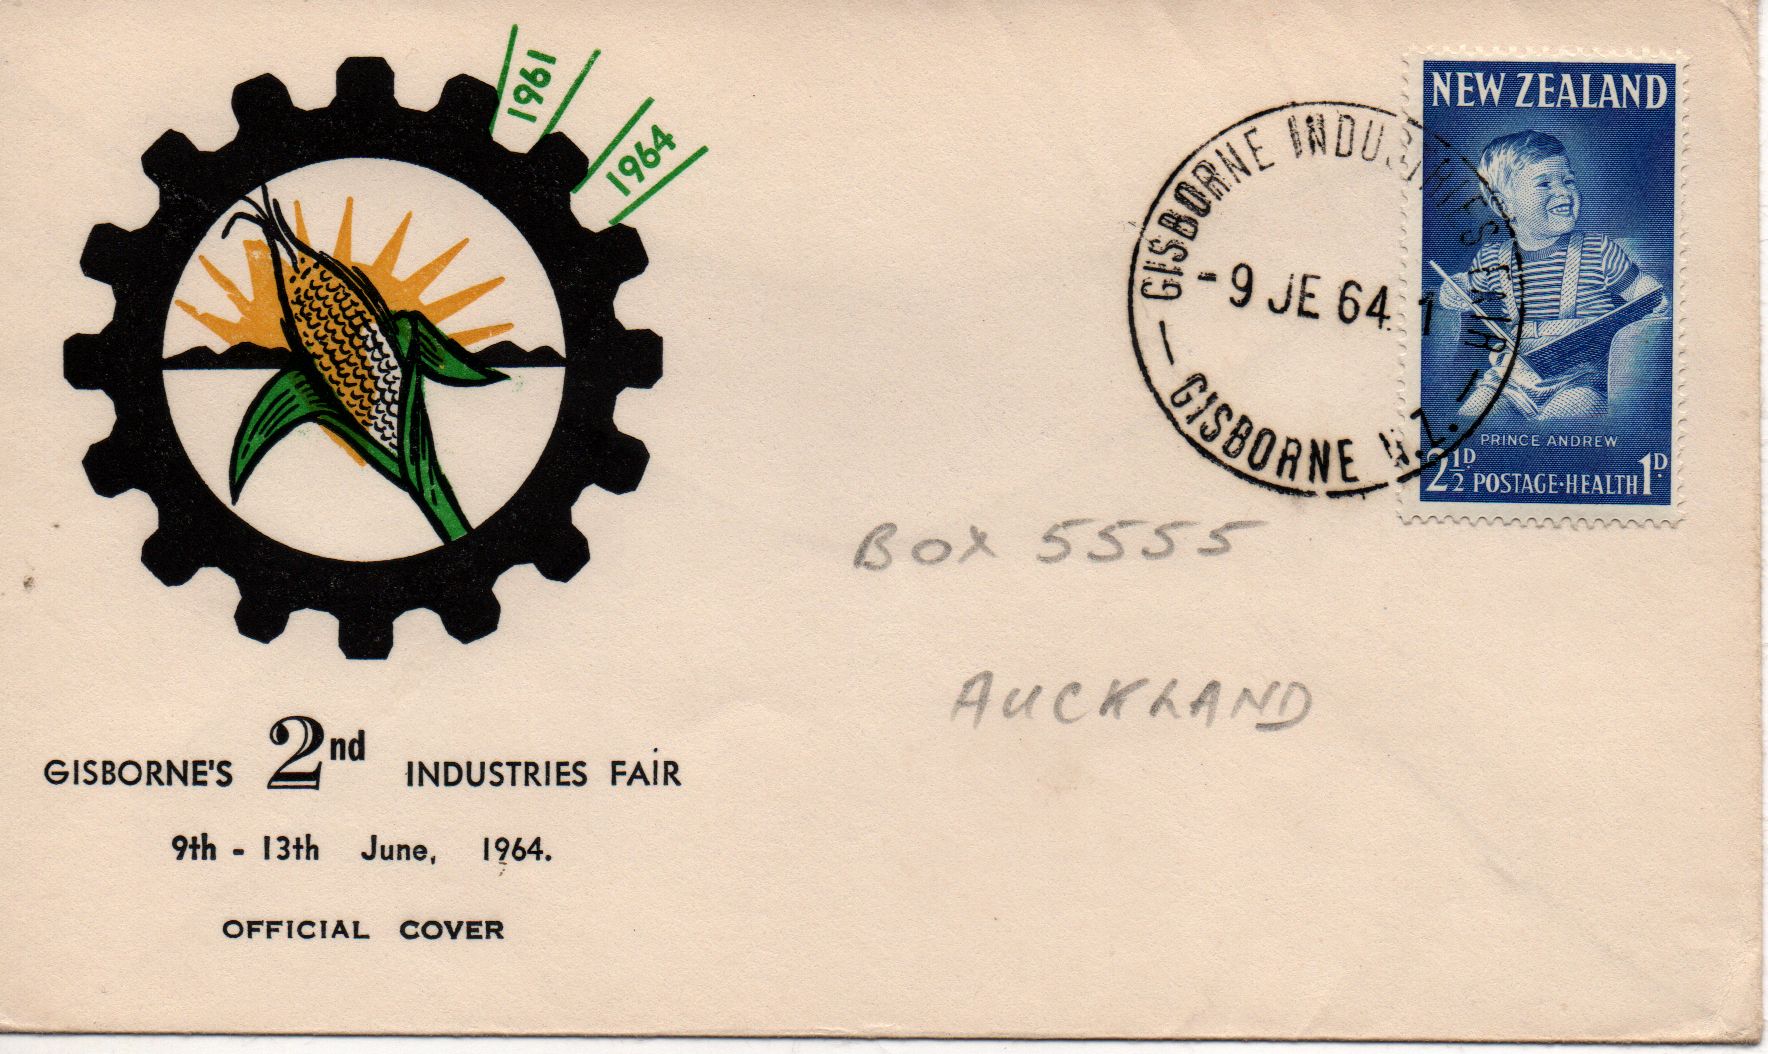 1961
1964
NEW ZEALAND
GISBORNE INDUSTRIES FAIR
- 9 JE 64 1
GISBORNE N.Z.
PRINCE ANDREW
2½D POSTAGE·HEALTH 1D
BOX 5555
AUCKLAND
GISBORNE'S 2nd INDUSTRIES FAIR
9th - 13th June, 1964.
OFFICIAL COVER